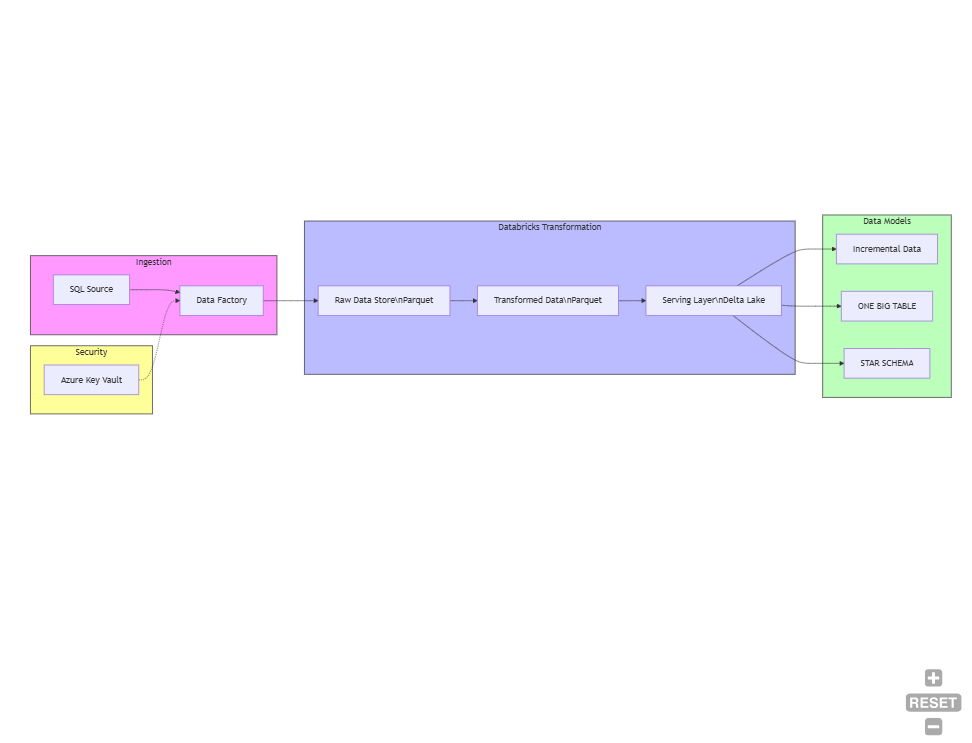 Ingestion
SQL Source
Data Factory
Security
Azure Key Vault
Databricks Transformation
Raw Data Store\nParquet
Transformed Data\nParquet
Serving Layer\nDelta Lake
Data Models
Incremental Data
ONE BIG TABLE
STAR SCHEMA
RESET